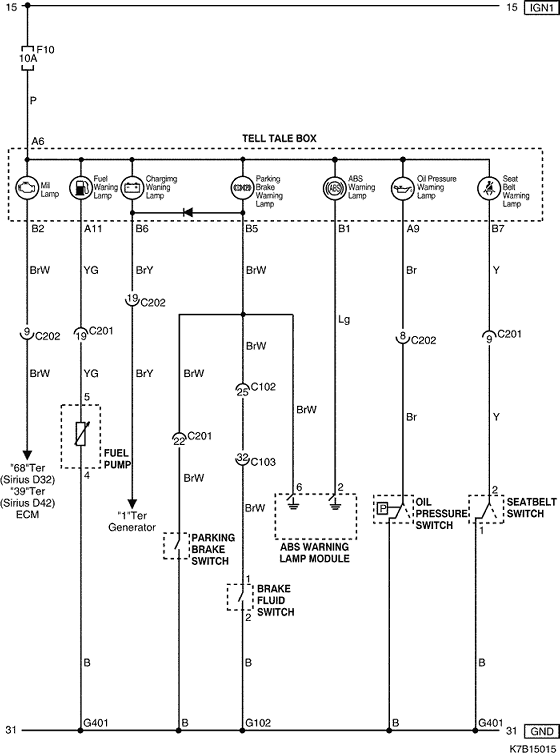 15
15 IGN1
F10
10A
P
A6
TELL TALE BOX
Mil
Lamp
Fuel
Warning
Lamp
Chargimg
Waning
Lamp
Parking
Brake
Warning
Lamp
ABS
Warning
Lamp
Oil Pressure
Warning
Lamp
Seat
Belt
Warning
Lamp
B2 A11 B6 B5 B1 A9 B7
BrW YG BrY BrW Br Y
19 C202
Lg
9 C202
19 C201
8 C202
9 C201
BrW YG BrY BrW BrW
25 C102
BrW
Br Y
22 C201
32 C103
5
FUEL
PUMP
4
"68"Ter
(Sirius D32)
"39"Ter
(Sirius D42)
ECM
"1"Ter
Generator
BrW
BrW
6 2
ABS WARNING
LAMP MODULE
P
OIL
PRESSURE
SWITCH
2
SEATBELT
SWITCH
1
PARKING
BRAKE
SWITCH
1
BRAKE
FLUID
SWITCH
2
B B B
31 G401 B G102 B G401 31 GND
K7B15015